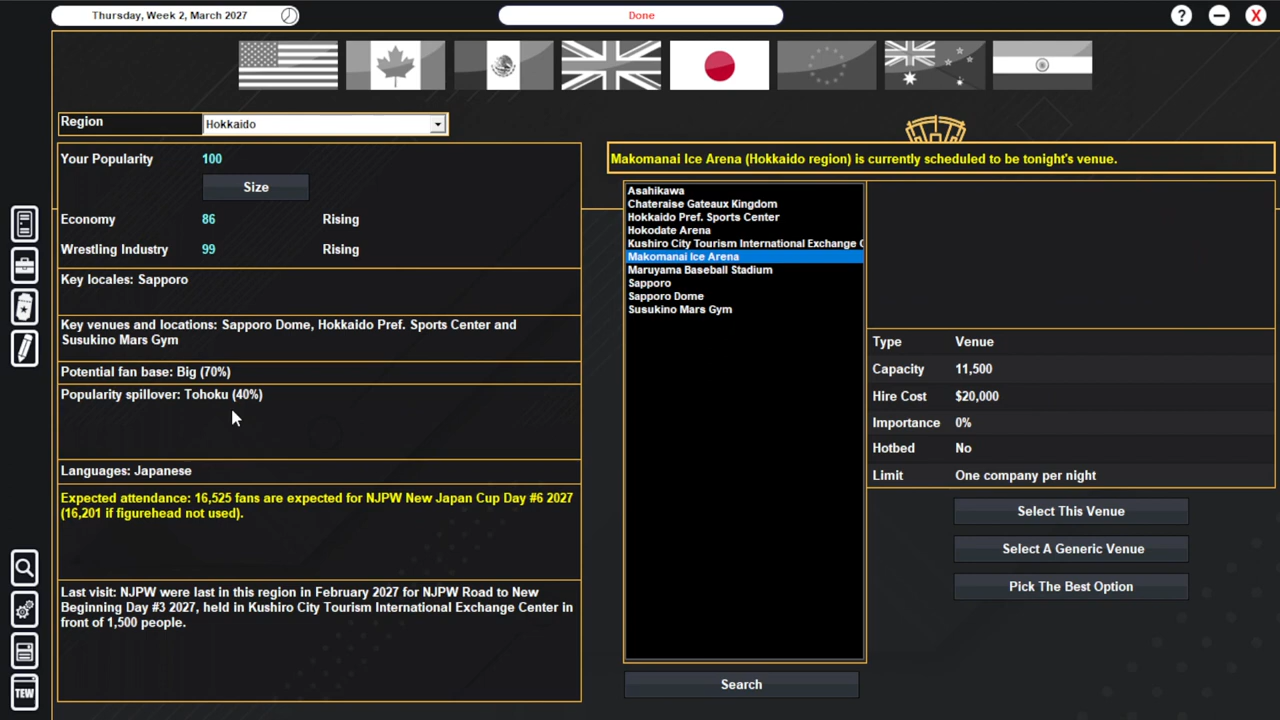 Thursday, Week 2, March 2027
Done
?
X
Region
Hokkaido
Your Popularity 100
Size
Economy 86 Rising
Wrestling Industry 99 Rising
Key locales: Sapporo
Key venues and locations: Sapporo Dome, Hokkaido Pref. Sports Center and
Susukino Mars Gym
Potential fan base: Big (70%)
Popularity spillover: Tohoku (40%)
Languages: Japanese
Expected attendance: 16,525 fans are expected for NJPW New Japan Cup Day #6 2027
(16,201 if figurehead not used).
Last visit: NJPW were last in this region in February 2027 for NJPW Road to New
Beginning Day #3 2027, held in Kushiro City Tourism International Exchange Center in
front of 1,500 people.
Makomanai Ice Arena (Hokkaido region) is currently scheduled to be tonight's venue.
Asahikawa
Chateraise Gateaux Kingdom
Hokkaido Pref. Sports Center
Hokodate Arena
Kushiro City Tourism International Exchange C
Makomanai Ice Arena
Maruyama Baseball Stadium
Sapporo
Sapporo Dome
Susukino Mars Gym
Search
Type Venue
Capacity 11,500
Hire Cost $20,000
Importance 0%
Hotbed No
Limit One company per night
Select This Venue
Select A Generic Venue
Pick The Best Option
TEW